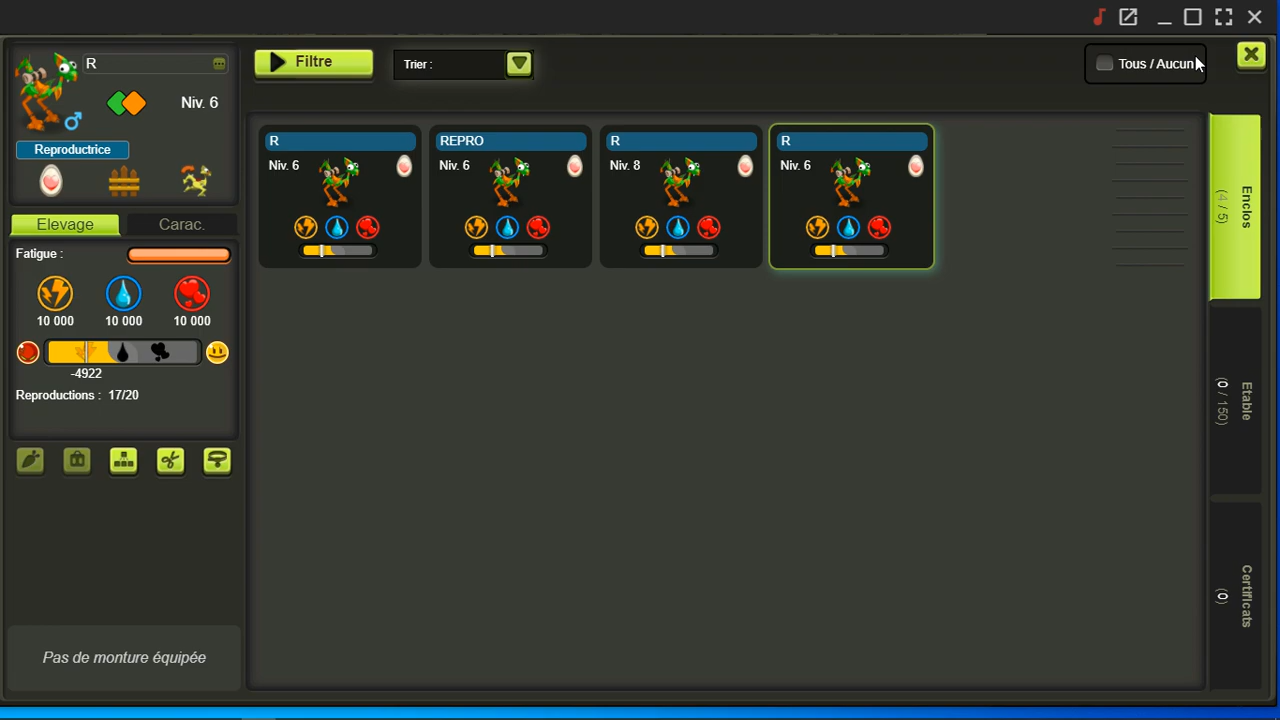 R
Niv. 6
Reproductrice
Elevage
Carac.
Fatigue :
10 000
10 000
10 000
-4922
Reproductions : 17/20
Pas de monture équipée
Filtre
Trier :
Tous / Aucun
R
Niv. 6
REPRO
Niv. 6
R
Niv. 8
R
Niv. 6
Enclos
(4 / 5)
Etable
(0 / 150)
Certificats
(0)